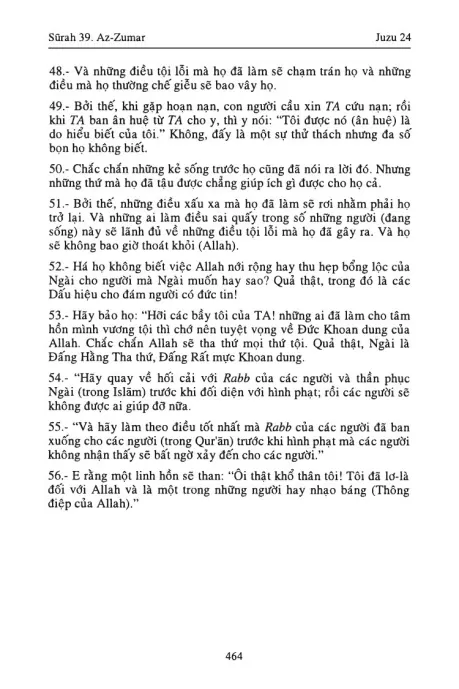 Sūrah 39. Az-Zumar Juzu 24
48.- Và những điều tội lỗi mà họ đã làm sẽ chạm trán họ và những
điều mà họ thường chế giễu sẽ bao vây họ.
49.- Bởi thế, khi gặp hoạn nạn, con người cầu xin TA cứu nạn; rồi
khi TA ban ân huệ từ TA cho y, thì y nói: “Tôi được nó (ân huệ) là
do hiểu biết của tôi.” Không, đấy là một sự thử thách nhưng đa số
bọn họ không biết.
50.- Chắc chắn những kẻ sống trước họ cũng đã nói ra lời đó. Nhưng
những thứ mà họ đã tậu được chẳng giúp ích gì được cho họ cả.
51.- Bởi thế, những điều xấu xa mà họ đã làm sẽ rơi nhằm phải họ
trở lại. Và những ai làm điều sai quấy trong số những người (đang
sống) này sẽ lãnh đủ về những điều tội lỗi mà họ đã gây ra. Và họ
sẽ không bao giờ thoát khỏi (Allah).
52.- Há họ không biết việc Allah nới rộng hay thu hẹp bổng lộc của
Ngài cho người mà Ngài muốn hay sao? Quả thật, trong đó là các
Dấu hiệu cho đám người có đức tin!
53.- Hãy bảo họ: “Hỡi các bầy tôi của TA! những ai đã làm cho tâm
hồn mình vương tội thì chớ nên tuyệt vọng về Đức Khoan dung của
Allah. Chắc chắn Allah sẽ tha thứ mọi thứ tội. Quả thật, Ngài là
Đấng Hằng Tha thứ, Đấng Rất mực Khoan dung.
54.- “Hãy quay về hối cải với Rabb của các người và thần phục
Ngài (trong Islām) trước khi đối diện với hình phạt; rồi các người sẽ
không được ai giúp đỡ nữa.
55.- “Và hãy làm theo điều tốt nhất mà Rabb của các người đã ban
xuống cho các người (trong Qur'ān) trước khi hình phạt mà các người
không nhận thấy sẽ bất ngờ xảy đến cho các người.”
56.- E rằng một linh hồn sẽ than: “Ôi thật khổ thân tôi! Tôi đã lơ-là
đối với Allah và là một trong những người hay nhạo báng (Thông
điệp của Allah).”
464